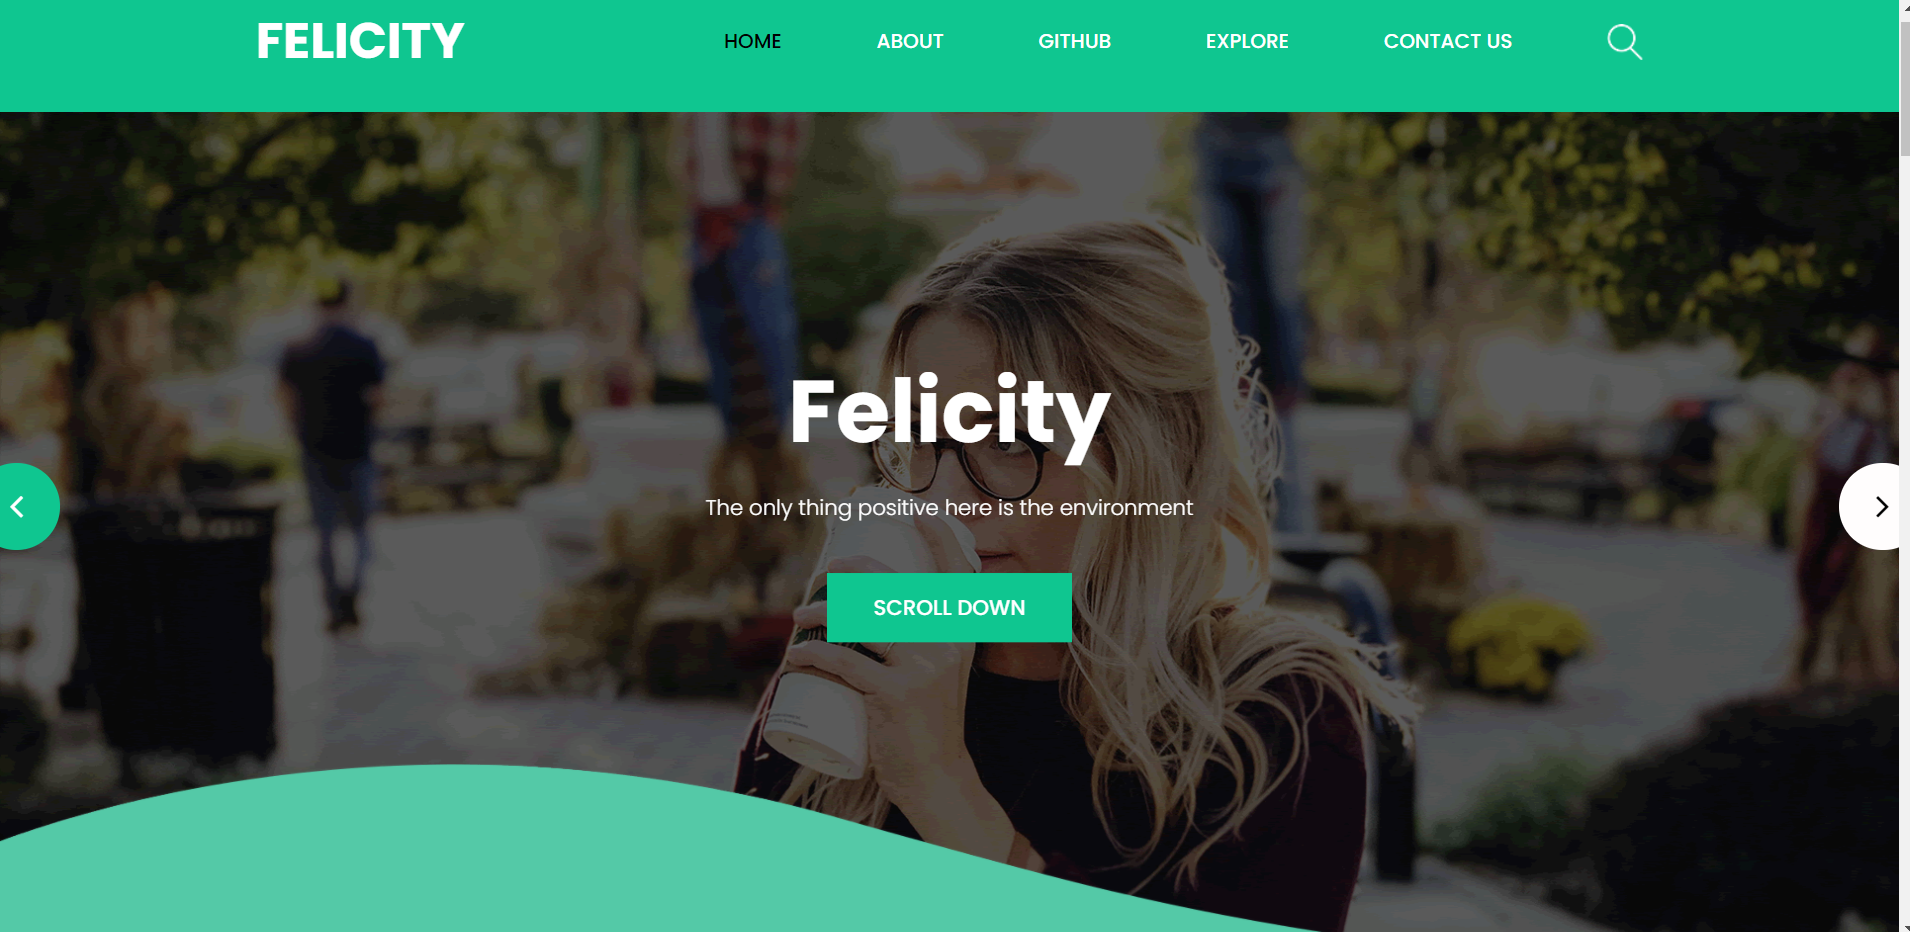 FELICITY
HOME ABOUT GITHUB EXPLORE CONTACT US
Felicity
The only thing positive here is the environment
SCROLL DOWN